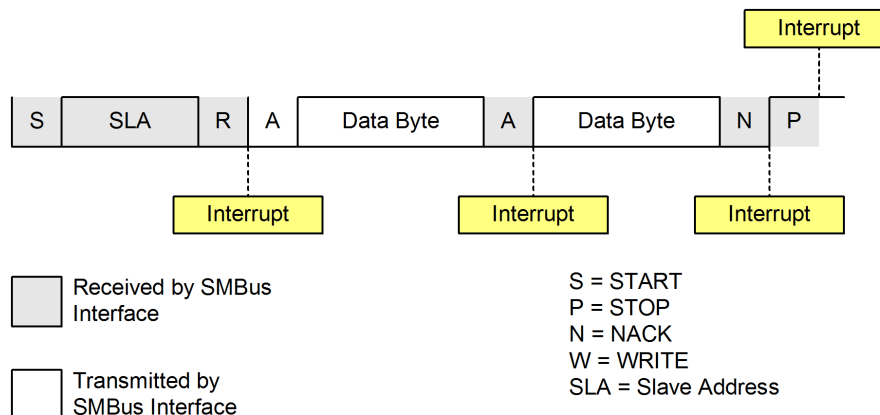 Interrupt
S SLA R A Data Byte A Data Byte N P
Interrupt Interrupt Interrupt
Received by SMBus
Interface
Transmitted by
SMBus Interface
S = START
P = STOP
N = NACK
W = WRITE
SLA = Slave Address